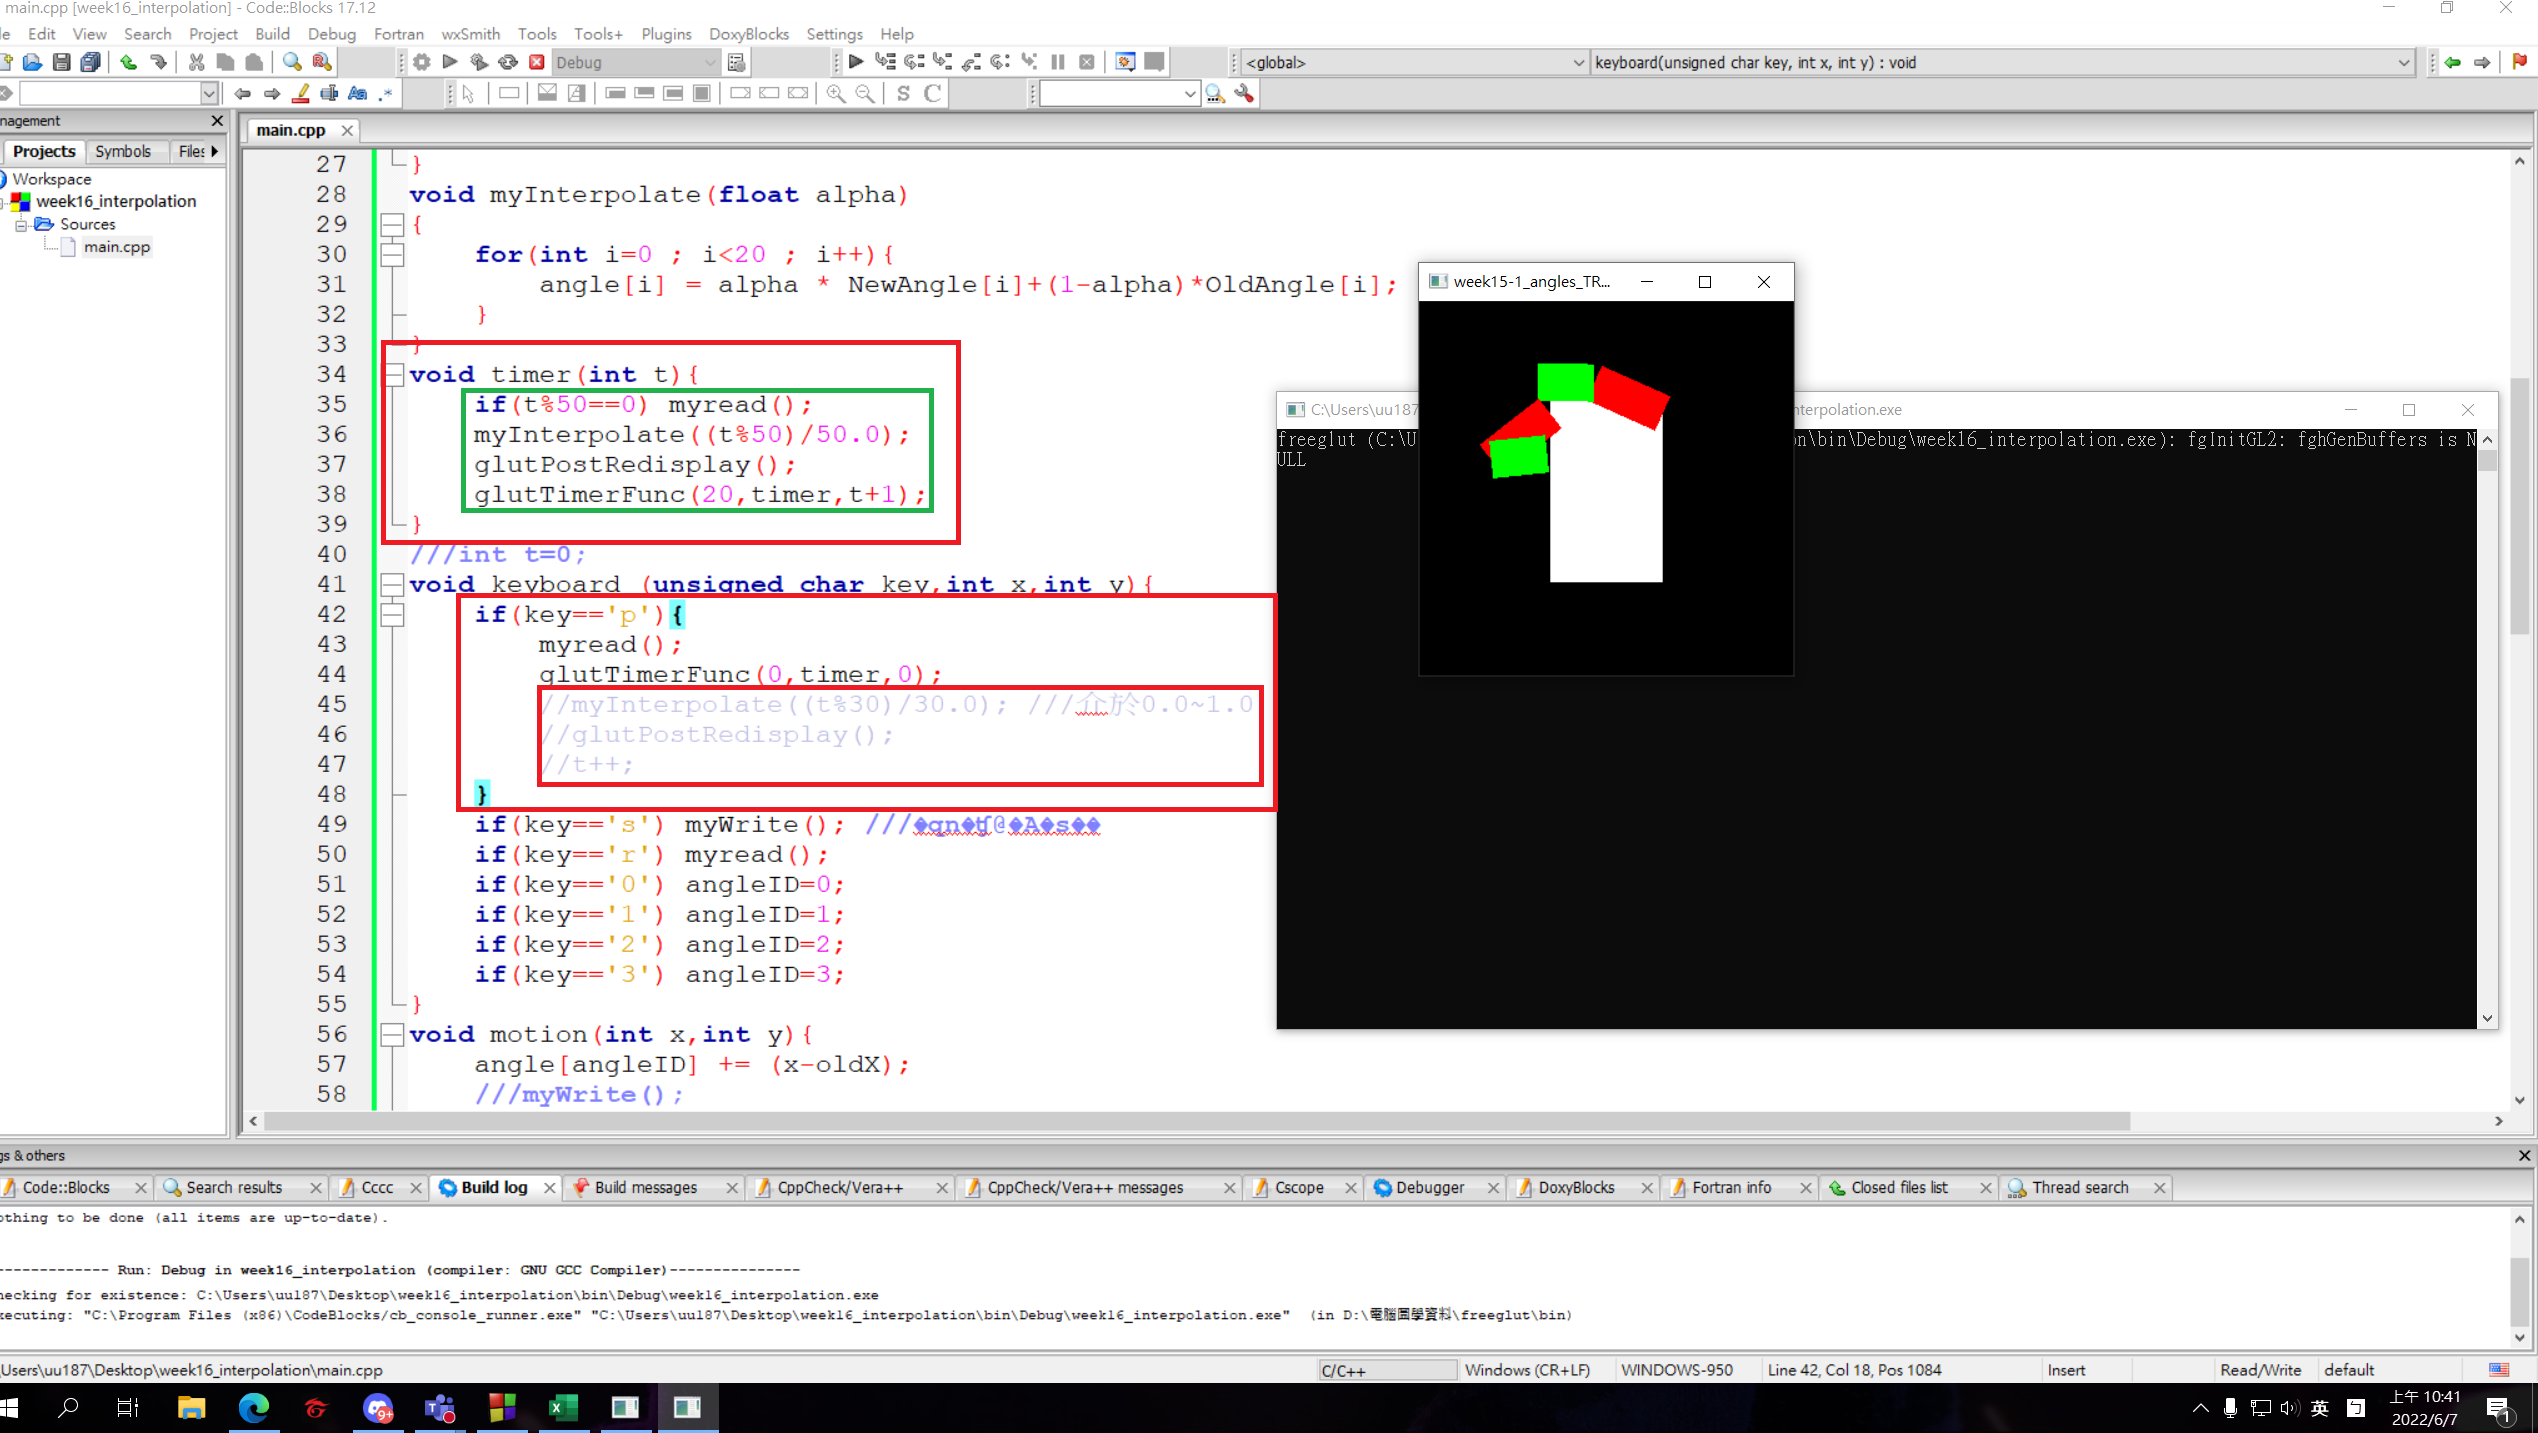 main.cpp [week16_interpolation] - Code::Blocks 17.12
Edit View Search Project Build Debug Fortran wxSmith Tools Tools+ Plugins DoxyBlocks Settings Help
Debug
<global>
keyboard(unsigned char key, int x, int y) : void
S C
nagement
main.cpp
Projects Symbols Files
Workspace
week16_interpolation
Sources
main.cpp
27 }
28 void myInterpolate(float alpha)
29 {
30 for(int i=0 ; i<20 ; i++){
31 angle[i] = alpha * NewAngle[i]+(1-alpha)*OldAngle[i];
32 }
33 }
34 void timer(int t){
35 if(t%50==0) myread();
36 myInterpolate((t%50)/50.0);
37 glutPostRedisplay();
38 glutTimerFunc(20,timer,t+1);
39 }
40 ///int t=0;
41 void keyboard (unsigned char key,int x,int y){
42 if(key=='p'){
43 myread();
44 glutTimerFunc(0,timer,0);
45 //myInterpolate((t%30)/30.0); ///介於0.0~1.0
46 //glutPostRedisplay();
47 //t++;
48 }
49 if(key=='s') myWrite(); ///�qn�ʧ@�A�s��
50 if(key=='r') myread();
51 if(key=='0') angleID=0;
52 if(key=='1') angleID=1;
53 if(key=='2') angleID=2;
54 if(key=='3') angleID=3;
55 }
56 void motion(int x,int y){
57 angle[angleID] += (x-oldX);
58 ///myWrite();
week15-1_angles_TR...
C:\Users\uu187
nterpolation.exe
freeglut (C:\U
n\bin\Debug\week16_interpolation.exe): fgInitGL2: fghGenBuffers is N
ULL
gs & others
Code::Blocks Search results Cccc Build log Build messages CppCheck/Vera++ CppCheck/Vera++ messages Cscope Debugger DoxyBlocks Fortran info Closed files list Thread search
othing to be done (all items are up-to-date).
------------- Run: Debug in week16_interpolation (compiler: GNU GCC Compiler)---------------
hecking for existence: C:\Users\uu187\Desktop\week16_interpolation\bin\Debug\week16_interpolation.exe
xecuting: "C:\Program Files (x86)\CodeBlocks/cb_console_runner.exe" "C:\Users\uu187\Desktop\week16_interpolation\bin\Debug\week16_interpolation.exe" (in D:\電腦圖學資料\freeglut\bin)
Users\uu187\Desktop\week16_interpolation\main.cpp
C/C++
Windows (CR+LF)
WINDOWS-950
Line 42, Col 18, Pos 1084
Insert
Read/Write
default
9+
英
上午 10:41
2022/6/7
1